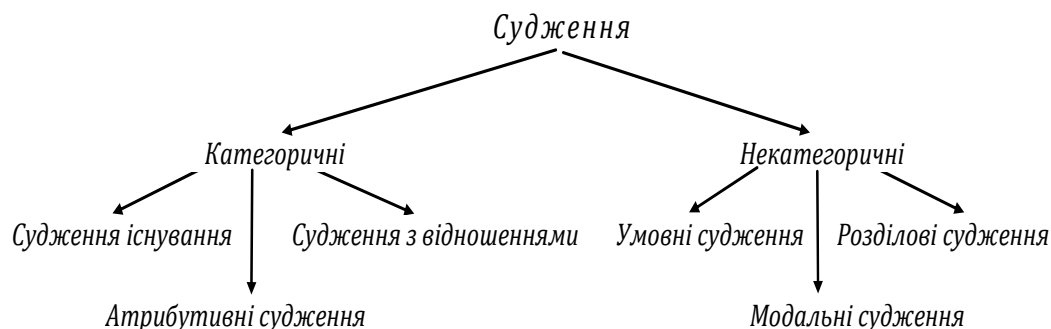 Судження
Категоричні
Некатегоричні
Судження існування
Судження з відношеннями
Умовні судження
Розділові судження
Атрибутивні судження
Модальні судження